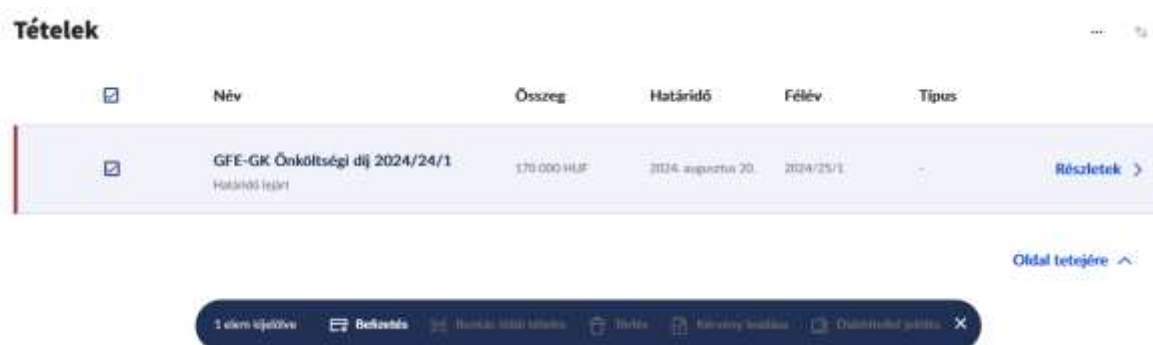 Tételek
...
Név Összeg Határidő Félév Típus
GFE-GK Önköltségi díj 2024/24/1 170 000 HUF 2024. augusztus 20. 2024/25/1 - Részletek
Határidő lejárt
Oldal tetejére
1 elem kijelölve Befizetés Törlés Kérvény leadása